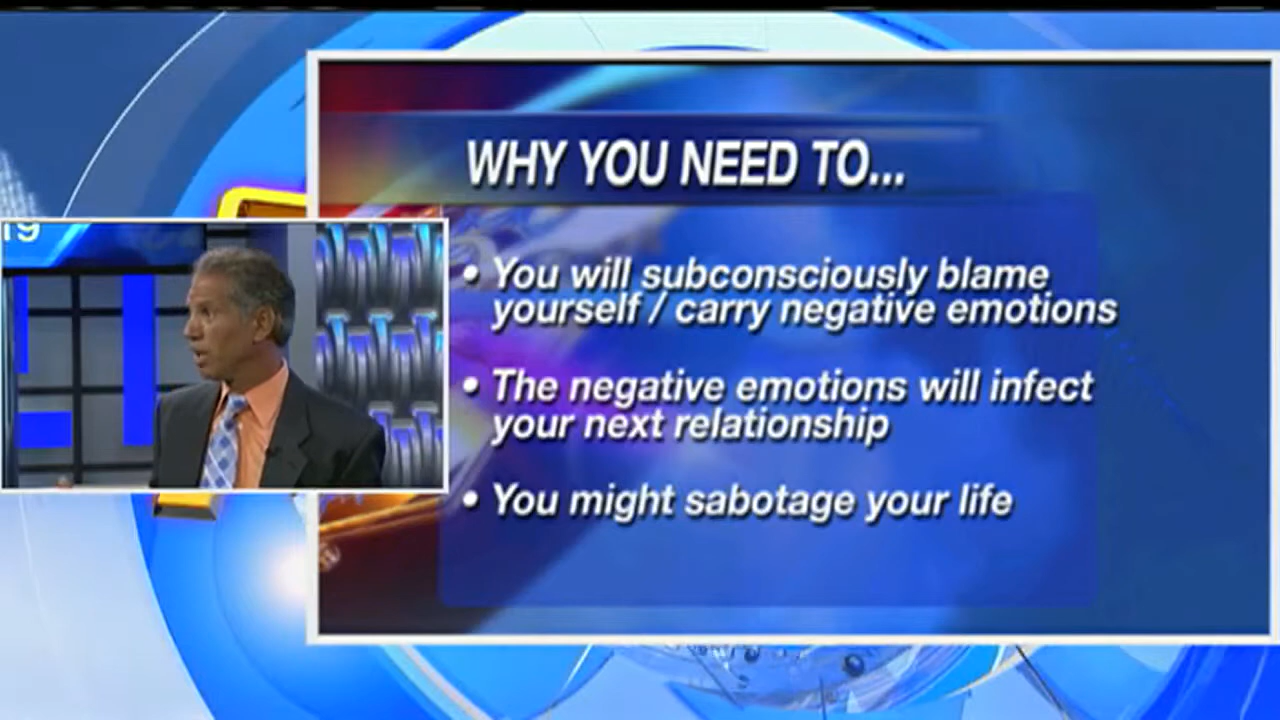 WHY YOU NEED TO...
19
• You will subconsciously blame
yourself / carry negative emotions
• The negative emotions will infect
your next relationship
• You might sabotage your life